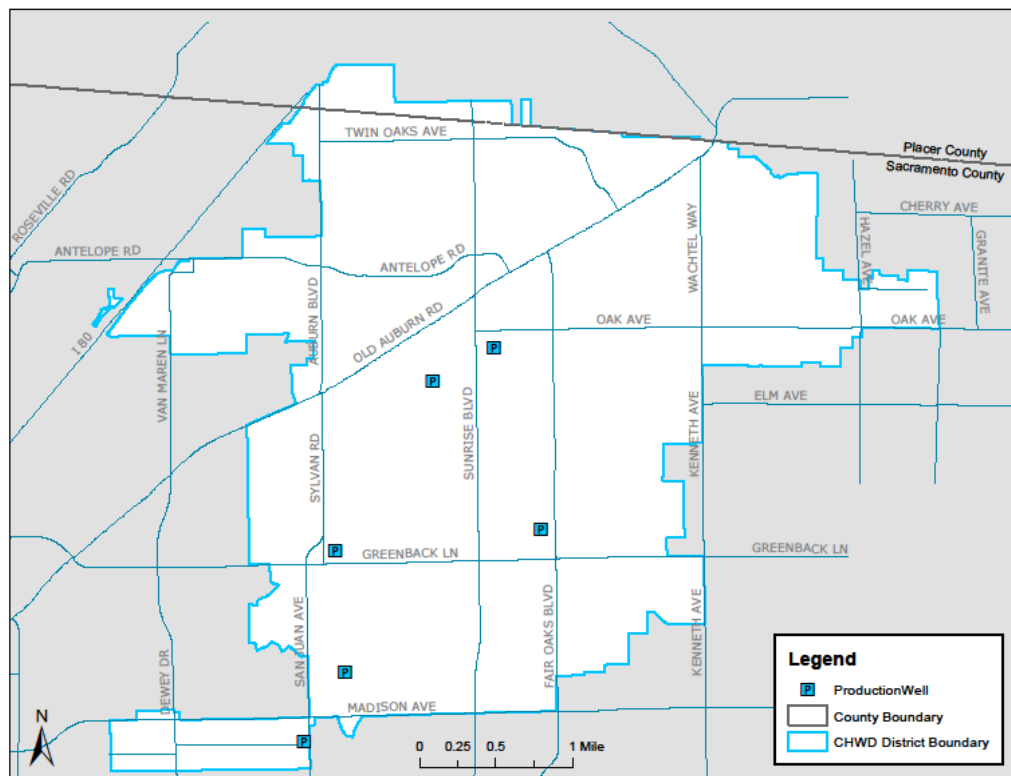 TWIN OAKS AVE
Placer County
Sacramento County
ROSEVILLE RD
CHERRY AVE
WACHTEL WAY
HAZEL AVE
GRANITE AVE
ANTELOPE RD
ANTELOPE RD
AUBURN BLVD
OLD AUBURN RD
OAK AVE
OAK AVE
I 80
VAN MAREN LN
P
P
SUNRISE BLVD
ELM AVE
KENNETH AVE
SYLVAN RD
P
P
GREENBACK LN
GREENBACK LN
SAN JUAN AVE
FAIR OAKS BLVD
KENNETH AVE
DEWEY DR
P
MADISON AVE
P
N
0 0.25 0.5 1 Mile
Legend
P ProductionWell
County Boundary
CHWD District Boundary